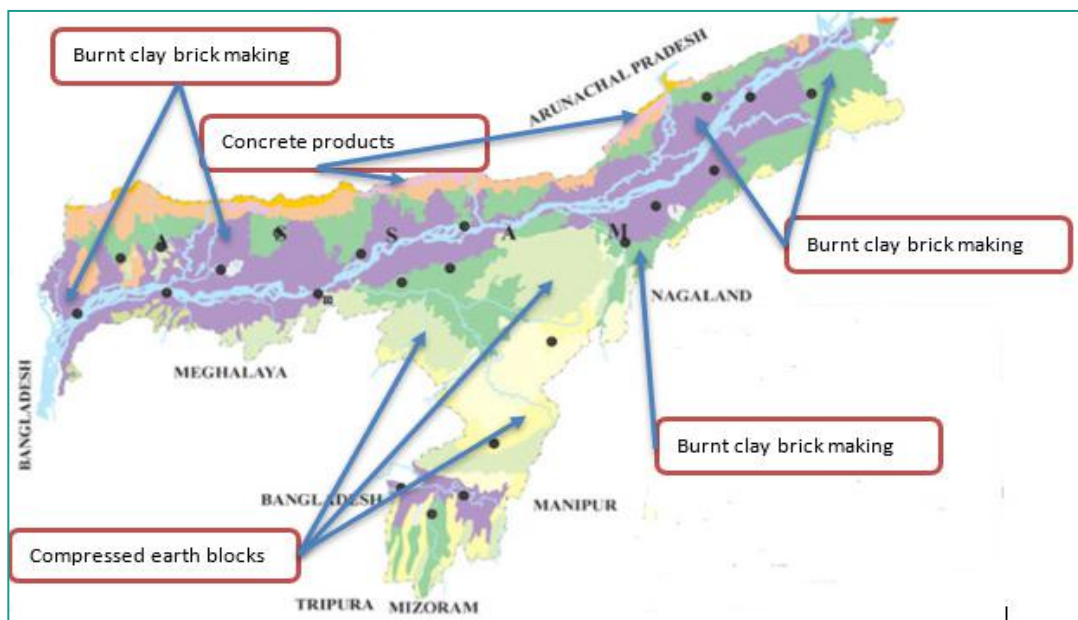 Burnt clay brick making
ARUNACHAL PRADESH
Concrete products
A S S A M
Burnt clay brick making
NAGALAND
MEGHALAYA
BANGLADESH
Burnt clay brick making
BANGLADESH
MANIPUR
Compressed earth blocks
TRIPURA MIZORAM